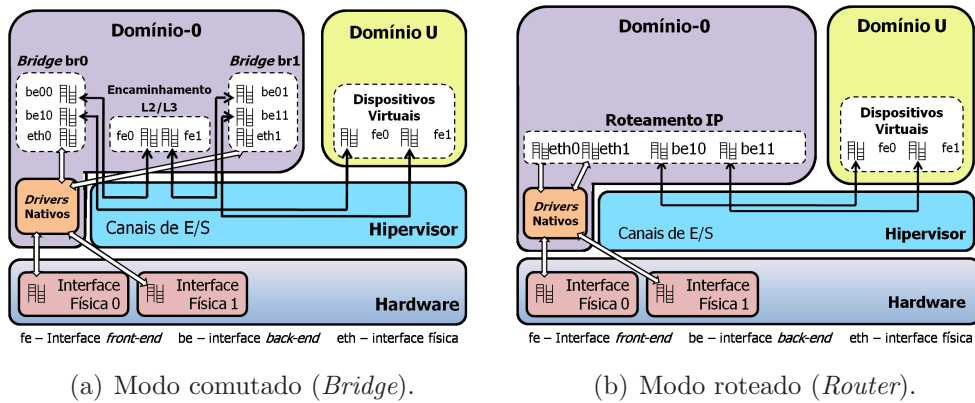 Domínio-0
Domínio U
Bridge br0
Bridge br1
be00
be10
eth0
Encaminhamento
L2/L3
fe0
fe1
be01
be11
eth1
Dispositivos
Virtuais
fe0
fe1
Drivers
Nativos
Canais de E/S
Hipervisor
Interface
Física 0
Interface
Física 1
Hardware
fe – Interface front-end
be – interface back-end
eth – interface física
(a) Modo comutado (Bridge).
Domínio-0
Domínio U
Roteamento IP
eth0
eth1
be10
be11
Dispositivos
Virtuais
fe0
fe1
Drivers
Nativos
Canais de E/S
Hipervisor
Interface
Física 0
Interface
Física 1
Hardware
fe – Interface front-end
be – interface back-end
eth – interface física
(b) Modo roteado (Router).